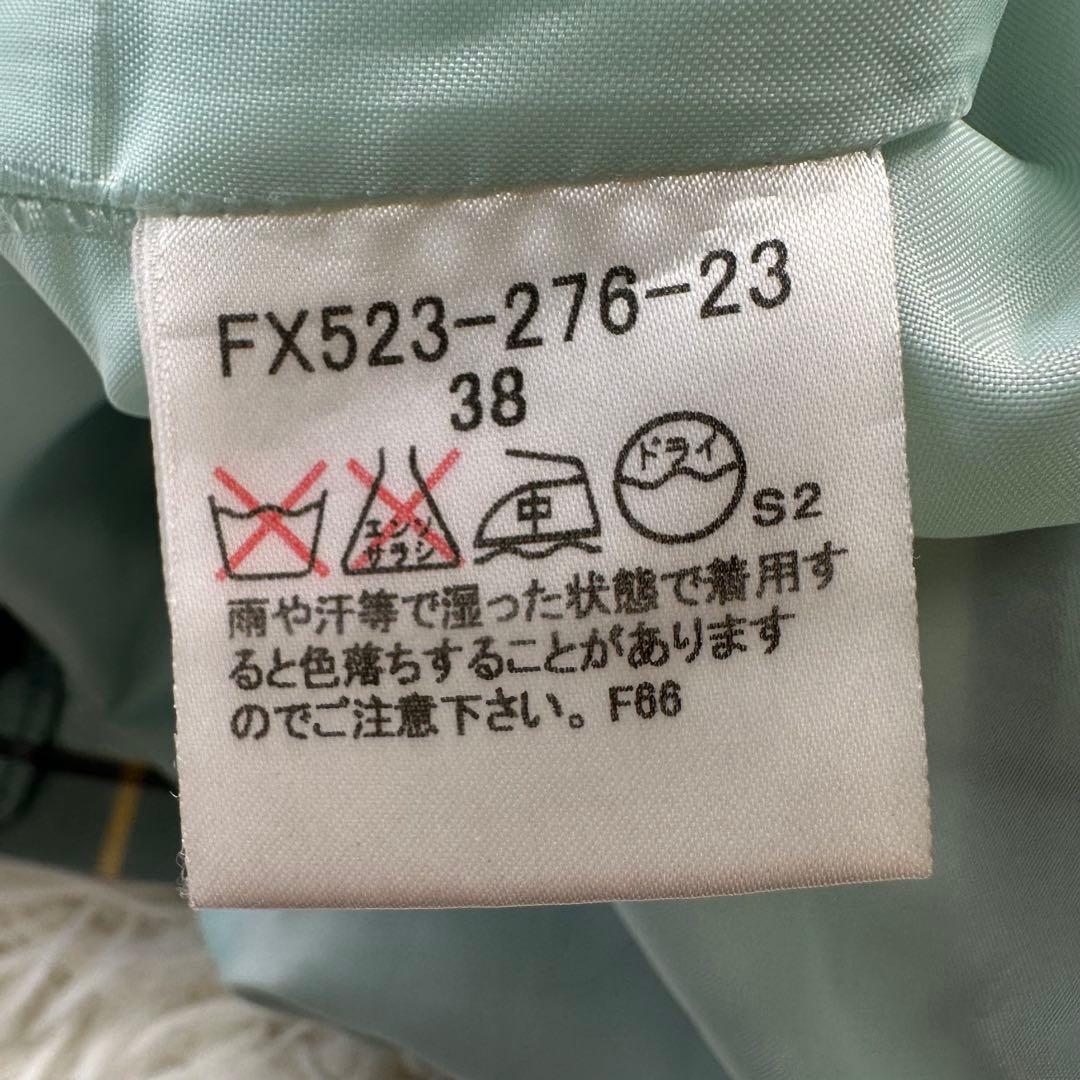 FX523-276-23
38
エンソ
サラシ
中
ドライ
S2
雨や汗等で湿った状態で着用す
ると色落ちすることがあります
のでご注意下さい。F66